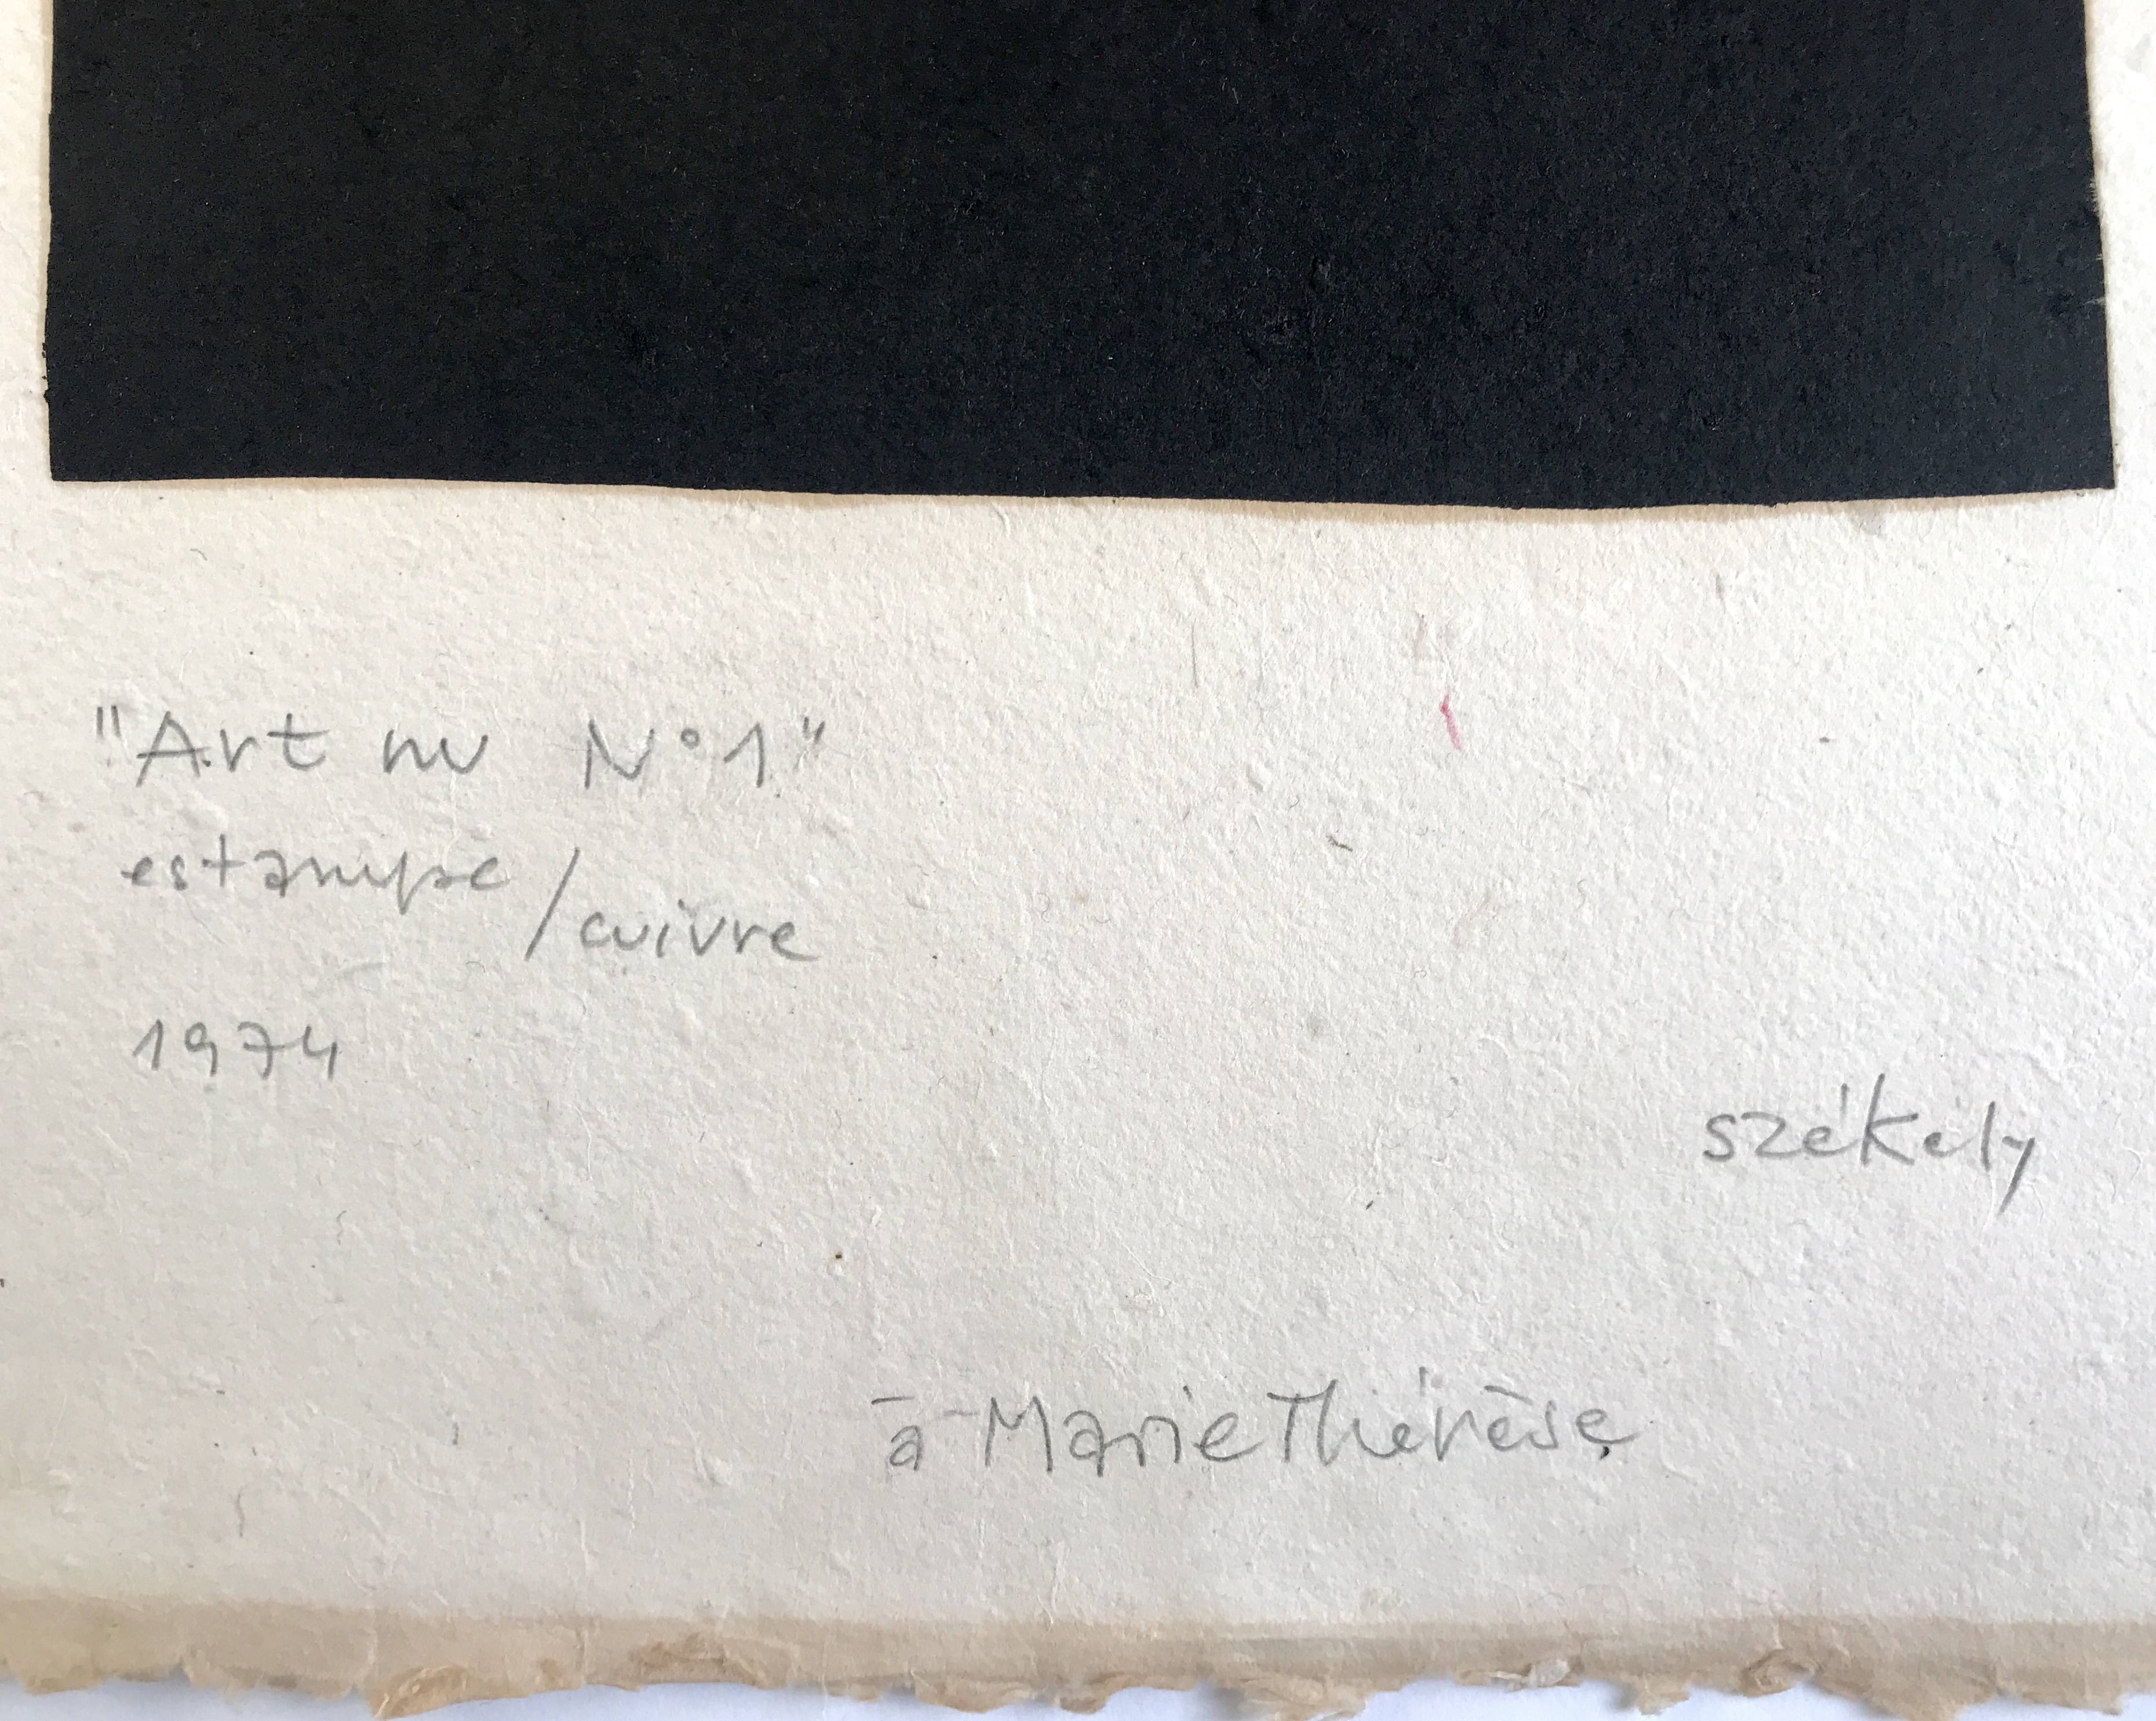 "Art nu N°1"
estampe / cuivre
1974
székely
à Marie Thérèse